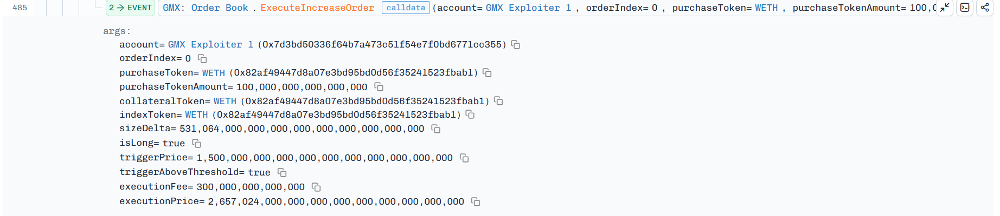 485 2 → EVENT GMX: Order Book . ExecuteIncreaseOrder calldata (account= GMX Exploiter 1 , orderIndex= 0 , purchaseToken= WETH , purchaseTokenAmount= 100,0
args:
account= GMX Exploiter 1 (0x7d3bd50336f64b7a473c51f54e7f0bd6771cc355)
orderIndex= 0
purchaseToken= WETH (0x82af49447d8a07e3bd95bd0d56f35241523fbab1)
purchaseTokenAmount= 100,000,000,000,000,000
collateralToken= WETH (0x82af49447d8a07e3bd95bd0d56f35241523fbab1)
indexToken= WETH (0x82af49447d8a07e3bd95bd0d56f35241523fbab1)
sizeDelta= 531,064,000,000,000,000,000,000,000,000,000
isLong= true
triggerPrice= 1,500,000,000,000,000,000,000,000,000,000,000
triggerAboveThreshold= true
executionFee= 300,000,000,000,000
executionPrice= 2,657,024,000,000,000,000,000,000,000,000,000